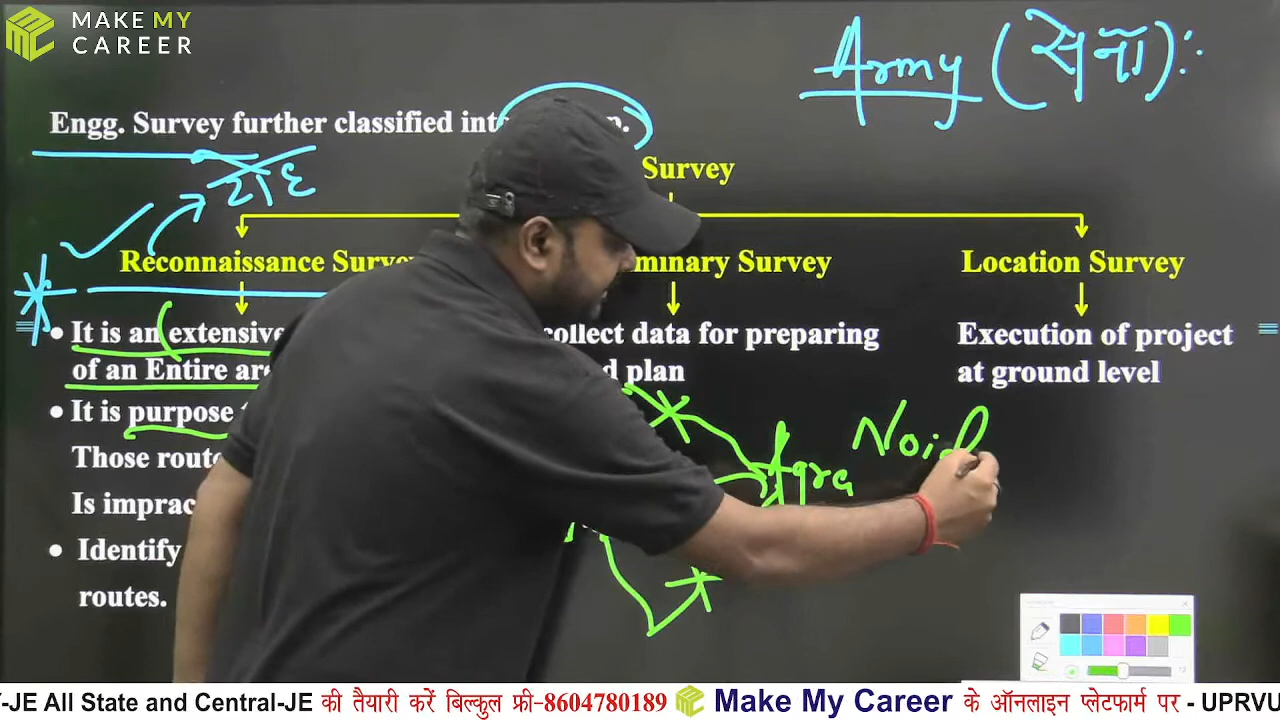 MAKE MY
CAREER
Army (सेना):
Engg. Survey further classified int p.
Survey
Reconnaissance Surve minary Survey Location Survey
It is an extensive collect data for preparing Execution of project
of an Entire are d plan at ground level
It is purpose
Those route
Is imprac
Identify
routes.
Agra Noid
-JE All State and Central-JE की तैयारी करें बिल्कुल फ्री-8604780189 Make My Career के ऑनलाइन प्लेटफार्म पर - UPRVU